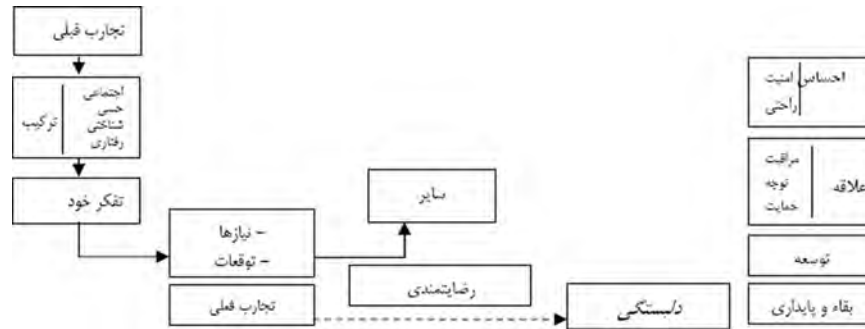 تجارب قبلی
ترکیب
اجتماعی
حسی
شناختی
رفتاری
تفکر خود
– نیازها
– توقعات
تجارب فعلی
سایر
رضایتمندی
دلبستگی
احساس امنیت
راحتی
علاقه
مراقبت
توجه
حمایت
توسعه
بقاء و پایداری